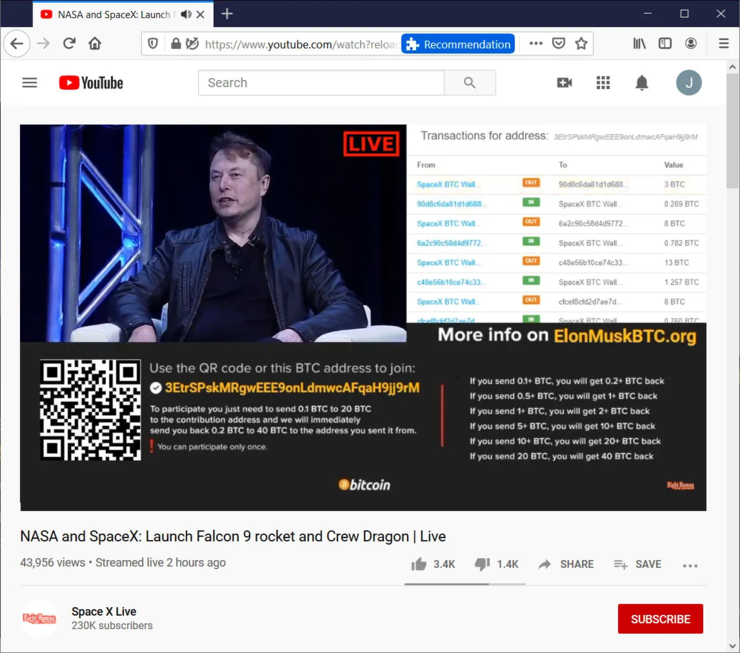 NASA and SpaceX: Launch F
https://www.youtube.com/watch?reloa
Recommendation
YouTube
Search
J
LIVE
Transactions for address: 3EtrSPskMRgwEEE9onLdmwcAFqaH9jj9rM
From To Value
SpaceX BTC Wall... OUT 90d8c6da81d1d688... 3 BTC
90d8c6da81d1d688... IN SpaceX BTC Wall... 0.269 BTC
SpaceX BTC Wall... OUT 6a2c90c58d4d9772... 8 BTC
6a2c90c58d4d9772... IN SpaceX BTC Wall... 0.782 BTC
SpaceX BTC Wall... OUT c48e56b10ce74c33... 13 BTC
c48e56b10ce74c33... IN SpaceX BTC Wall... 1.257 BTC
SpaceX BTC Wall... OUT cfcef8cfd2d7ae7d... 8 BTC
cfcef8cfd2d7ae7d... IN SpaceX BTC Wall... 0.760 BTC
More info on ElonMuskBTC.org
Use the QR code or this BTC address to join:
3EtrSPskMRgwEEE9onLdmwcAFqaH9jj9rM
To participate you just need to send 0.1 BTC to 20 BTC
to the contribution address and we will immediately
send you back 0.2 BTC to 40 BTC to the address you sent it from.
! You can participate only once.
If you send 0.1+ BTC, you will get 0.2+ BTC back
If you send 0.5+ BTC, you will get 1+ BTC back
If you send 1+ BTC, you will get 2+ BTC back
If you send 5+ BTC, you will get 10+ BTC back
If you send 10+ BTC, you will get 20+ BTC back
If you send 20 BTC, you will get 40 BTC back
bitcoin
NASA and SpaceX: Launch Falcon 9 rocket and Crew Dragon | Live
43,956 views • Streamed live 2 hours ago
3.4K 1.4K SHARE SAVE
Space X Live
230K subscribers
SUBSCRIBE